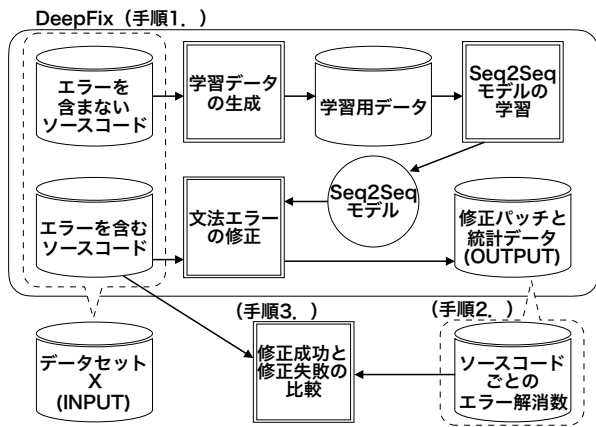 DeepFix（手順1．）
エラーを
含まない
ソースコード
学習データ
の生成
学習用データ
Seq2Seq
モデルの
学習
エラーを含む
ソースコード
文法エラー
の修正
Seq2Seq
モデル
修正パッチと
統計データ
(OUTPUT)
データセット
X
(INPUT)
（手順3．）
修正成功と
修正失敗の
比較
（手順2．）
ソースコード
ごとの
エラー解消数